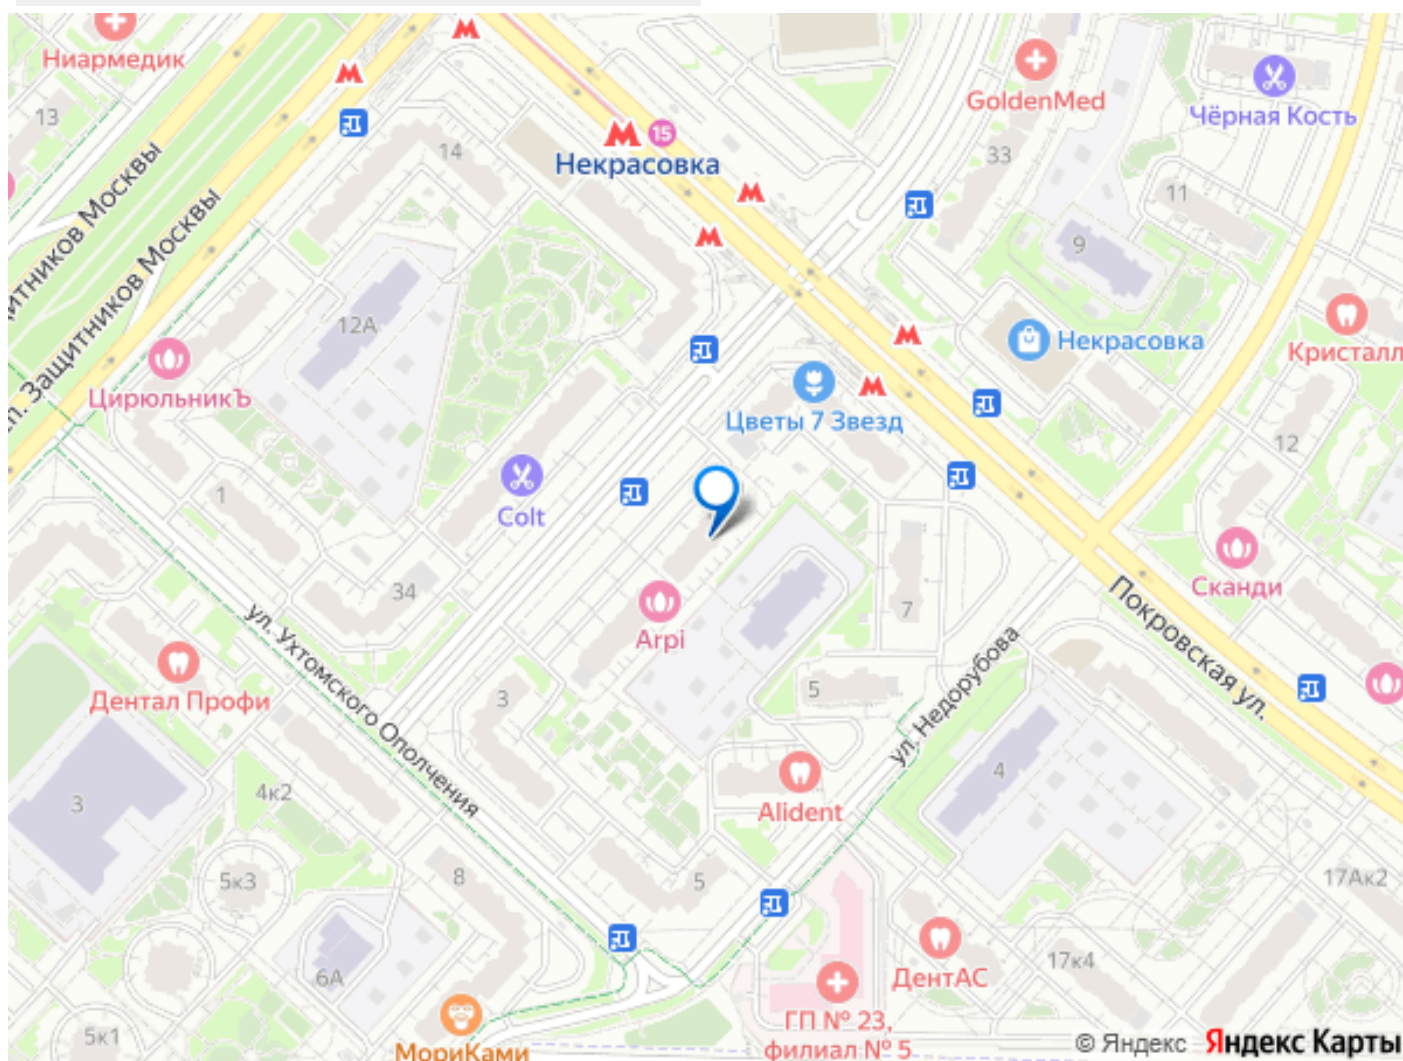 Ниармедик
GoldenMed
Чёрная Кость
13
15
14
Некрасовка
33
11
9
ул. Защитников Москвы
12А
Некрасовка
Кристалл
ЦирюльникЪ
Цветы 7 Звезд
12
1
Colt
Сканди
34
Arpi
7
Покровская ул.
ул. Ухтомского Ополчения
ул. Недорубова
Дентал Профи
3
5
4
3
4к2
Alident
5к3
8
5
17Ак2
6А
ДентАС
17к4
ГП № 23,
филиал № 5
5к1
МориКами
© Яндекс Яндекс Карты